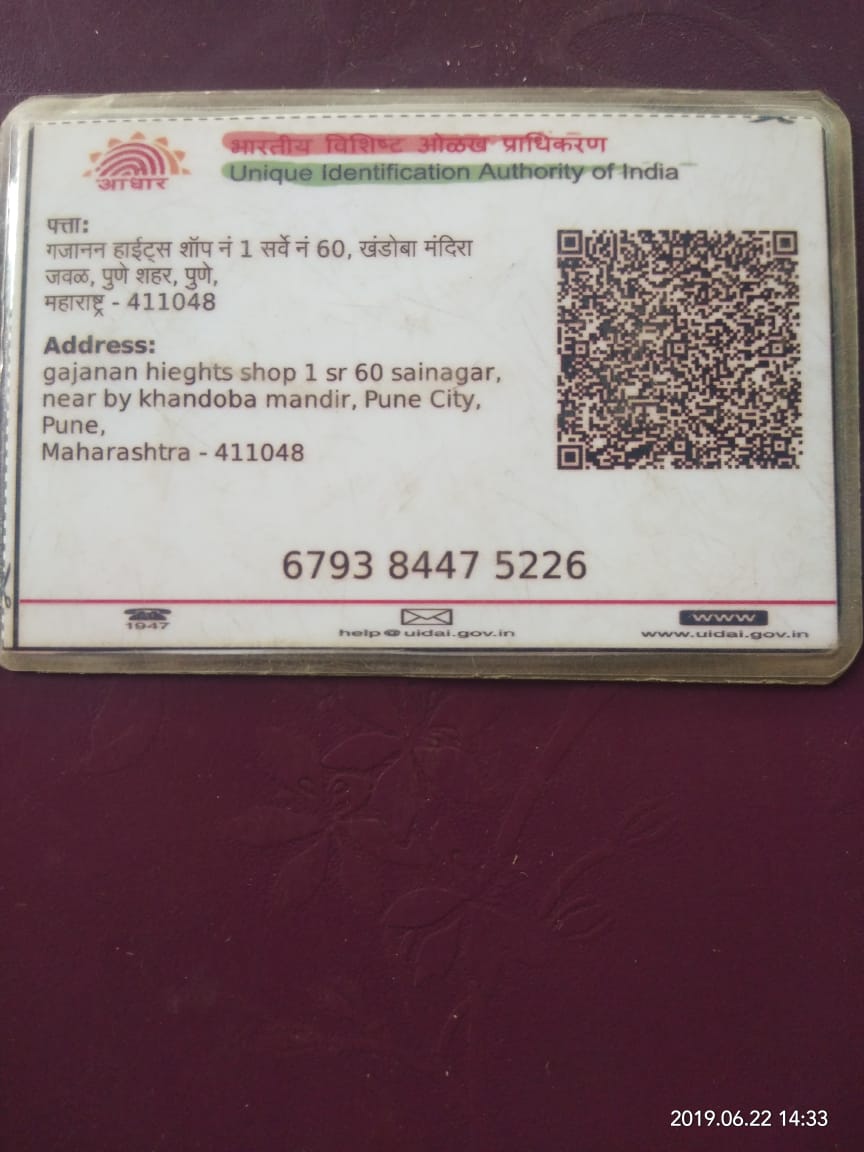 आधार
भारतीय विशिष्ट ओळख प्राधिकरण
Unique Identification Authority of India
पत्ता:
गजानन हाईट्स शॉप नं 1 सर्वे नं 60, खंडोबा मंदिरा
जवळ, पुणे शहर, पुणे,
महाराष्ट्र - 411048
Address:
gajanan hieghts shop 1 sr 60 sainagar,
near by khandoba mandir, Pune City,
Pune,
Maharashtra - 411048
6793 8447 5226
1947
help@uidai.gov.in
www
www.uidai.gov.in
2019.06.22 14:33